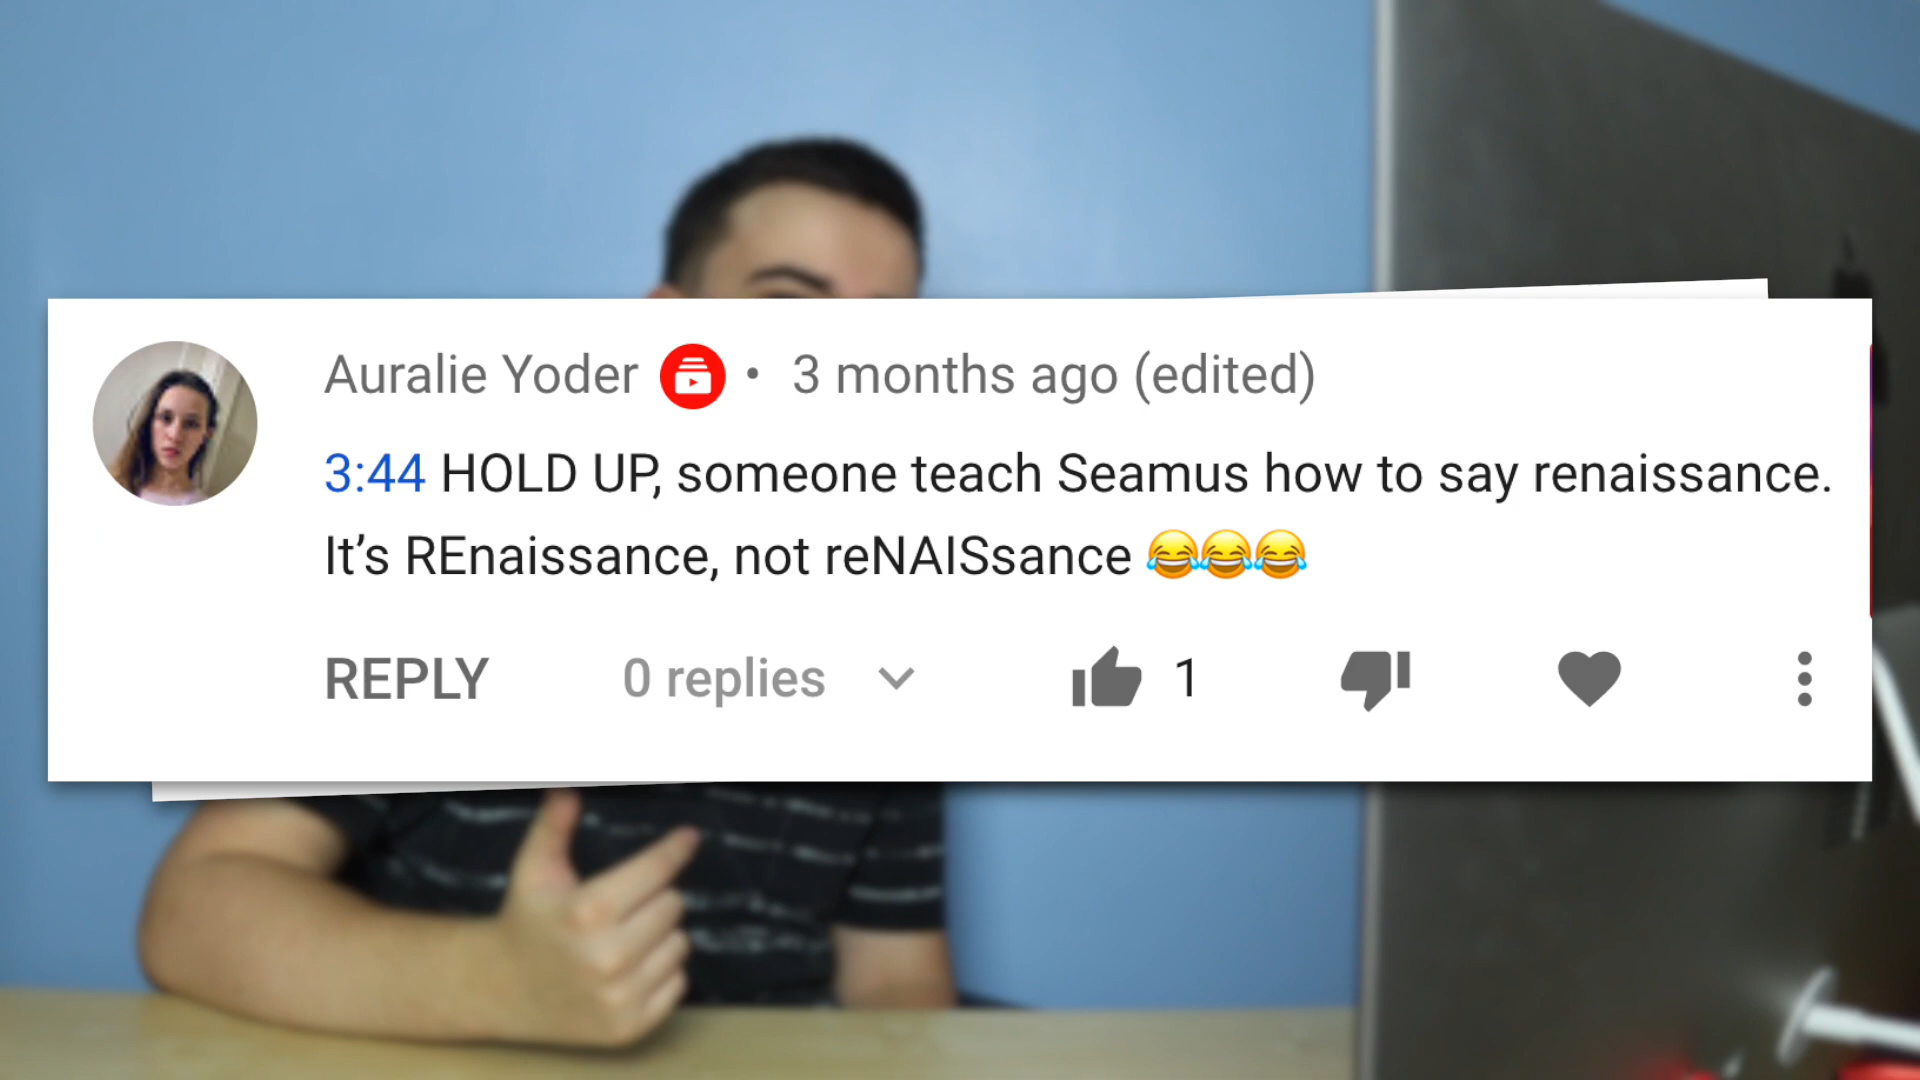 Auralie Yoder • 3 months ago (edited)
3:44 HOLD UP, someone teach Seamus how to say renaissance.
It’s REnaissance, not reNAISsance 😂😂😂
REPLY 0 replies 1